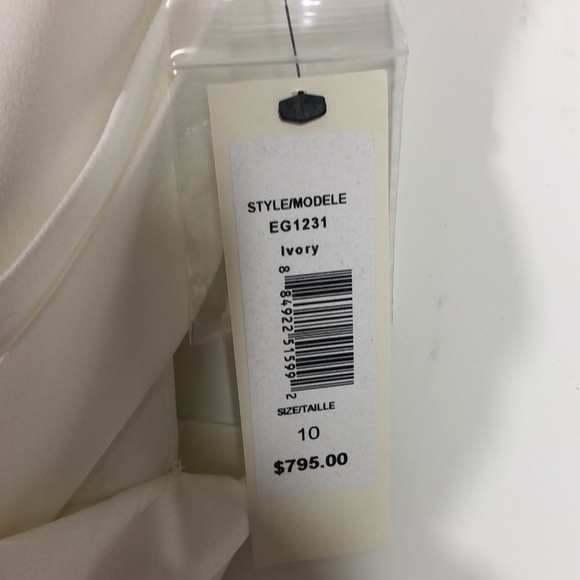 STYLE/MODELE
EG1231
Ivory
8 84922 51599 2
SIZE/TAILLE
10
$795.00